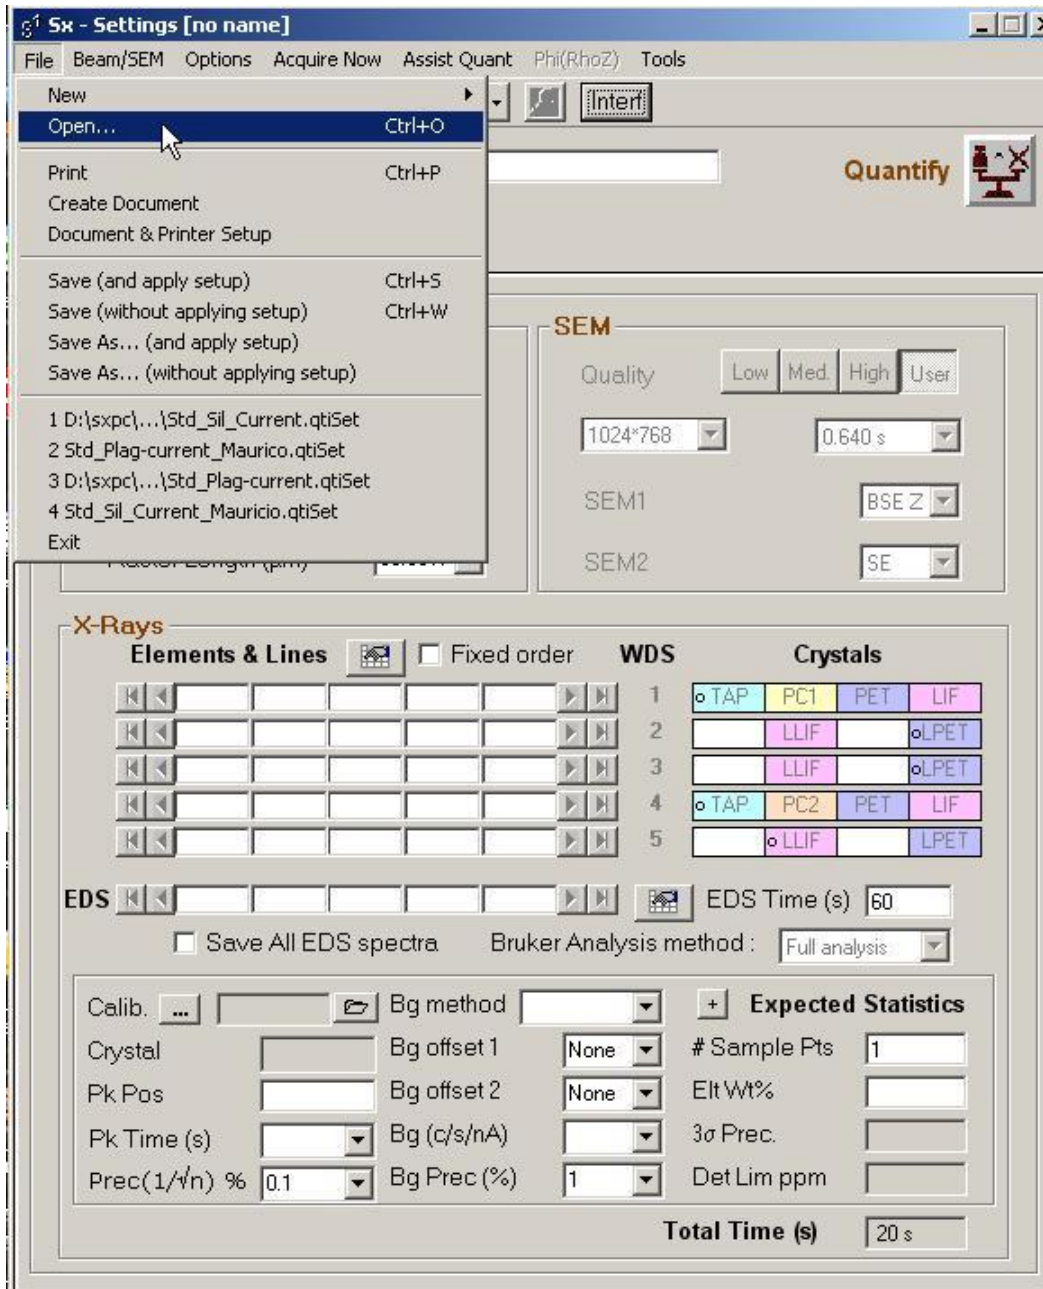 Sx - Settings [no name]
File Beam/SEM Options Acquire Now Assist Quant Phi(RhoZ) Tools
New
Interf
Open... Ctrl+O
Print Ctrl+P
Quantify
Create Document
Document & Printer Setup
Save (and apply setup) Ctrl+S
Save (without applying setup) Ctrl+W
Save As... (and apply setup)
Save As... (without applying setup)
1 D:\sxpc\...\Std_Sil_Current.qtiSet
2 Std_Plag-current_Maurico.qtiSet
3 D:\sxpc\...\Std_Plag-current.qtiSet
4 Std_Sil_Current_Mauricio.qtiSet
Exit
SEM
Quality Low Med. High User
1024*768 0.640 s
SEM1 BSE Z
SEM2 SE
X-Rays
Elements & Lines Fixed order WDS Crystals
1 TAP PC1 PET LIF
2 LLIF LPET
3 LLIF LPET
4 TAP PC2 PET LIF
5 LLIF LPET
EDS EDS Time (s) 60
Save All EDS spectra Bruker Analysis method : Full analysis
Calib. ... Bg method + Expected Statistics
Crystal Bg offset 1 None # Sample Pts 1
Pk Pos Bg offset 2 None Elt Wt%
Pk Time (s) Bg (c/s/nA) 3σ Prec.
Prec(1/√n) % 0.1 Bg Prec (%) 1 Det Lim ppm
Total Time (s) 20 s